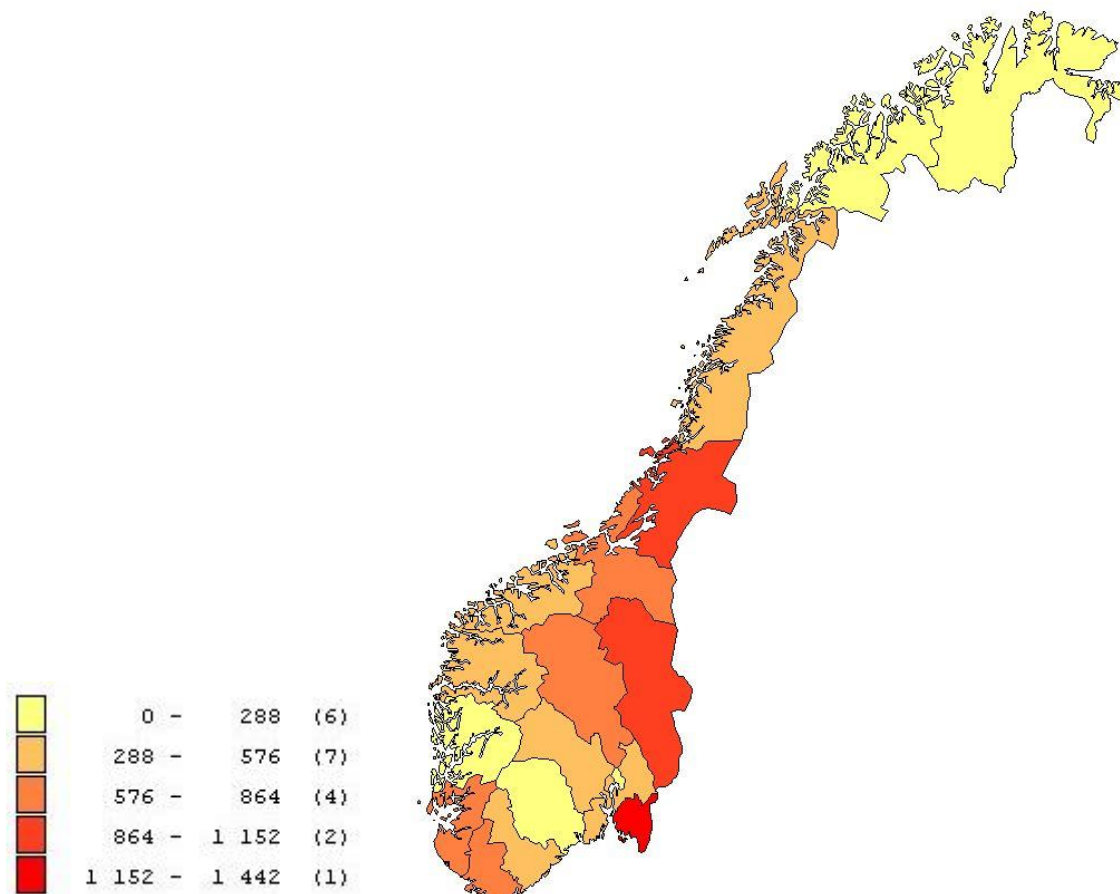 0 - 288 (6)
288 - 576 (7)
576 - 864 (4)
864 - 1 152 (2)
1 152 - 1 442 (1)